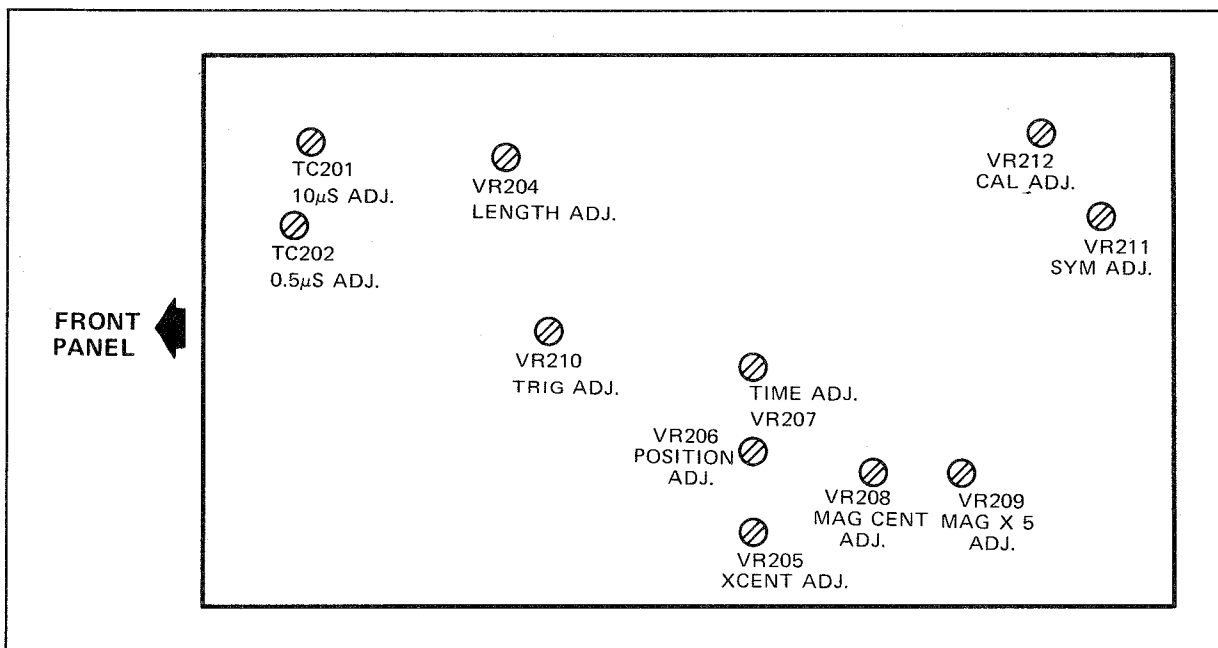 TC201
10µS ADJ.
TC202
0.5µS ADJ.
VR204
LENGTH ADJ.
VR212
CAL ADJ.
VR211
SYM ADJ.
FRONT
PANEL
VR210
TRIG ADJ.
TIME ADJ.
VR207
VR206
POSITION
ADJ.
VR208
MAG CENT
ADJ.
VR209
MAG X 5
ADJ.
VR205
XCENT ADJ.